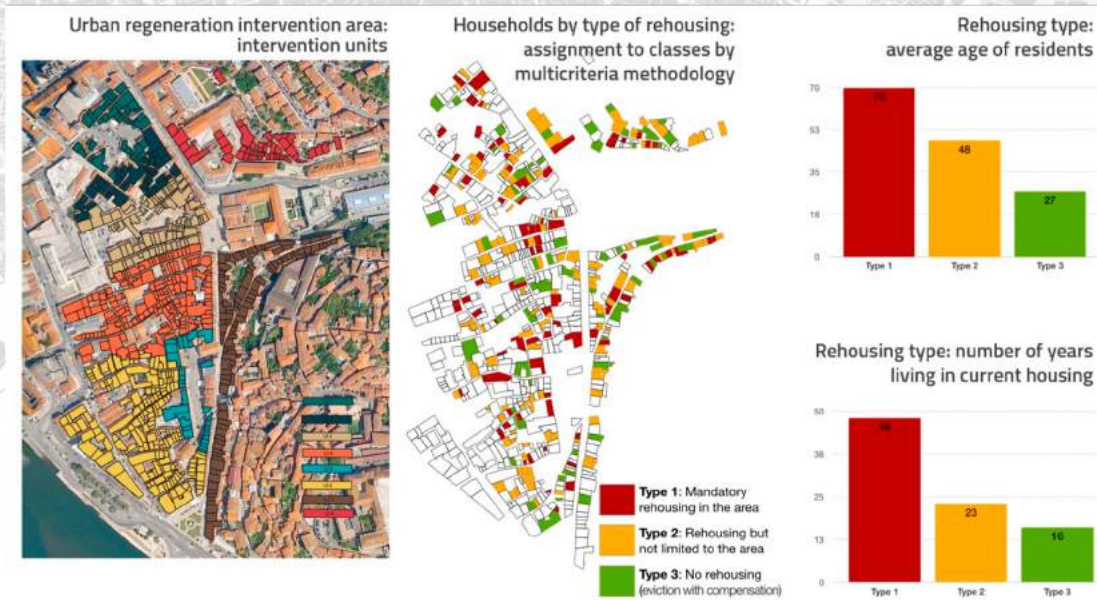 Urban regeneration intervention area:
intervention units
Households by type of rehousing:
assignment to classes by
multicriteria methodology
Type 1: Mandatory
rehousing in the area
Type 2: Rehousing but
not limited to the area
Type 3: No rehousing
(eviction with compensation)
Rehousing type:
average age of residents
70
53
35
18
0
70
48
27
Type 1
Type 2
Type 3
Rehousing type: number of years
living in current housing
50
38
25
13
0
48
23
16
Type 1
Type 2
Type 3